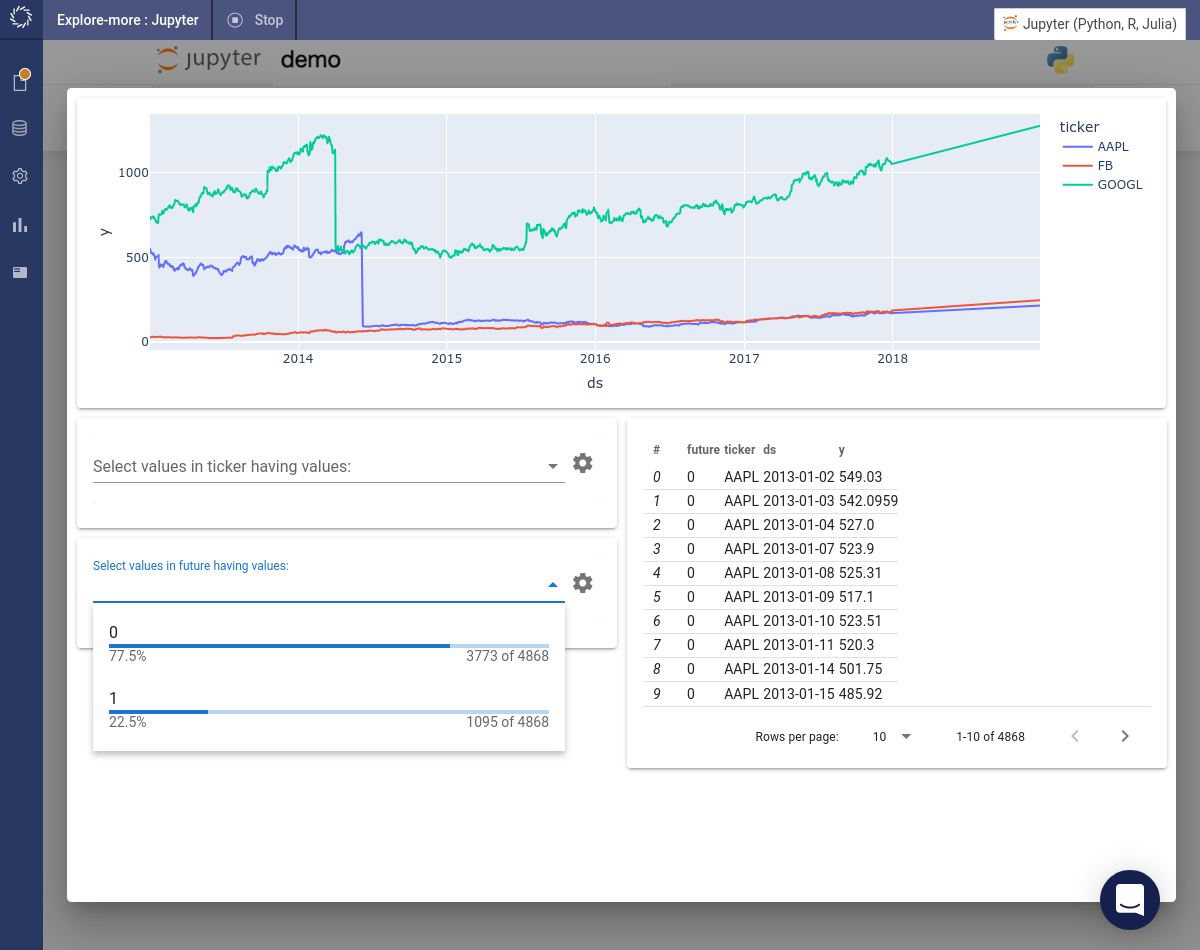 Explore-more : Jupyter
Stop
Jupyter (Python, R, Julia)
jupyter demo
1000
500
0
y
2014 2015 2016 2017 2018
ds
ticker
AAPL
FB
GOOGL
Select values in ticker having values:
Select values in future having values:
0
77.5% 3773 of 4868
1
22.5% 1095 of 4868
# future ticker ds y
0 0 AAPL 2013-01-02 549.03
1 0 AAPL 2013-01-03 542.0959
2 0 AAPL 2013-01-04 527.0
3 0 AAPL 2013-01-07 523.9
4 0 AAPL 2013-01-08 525.31
5 0 AAPL 2013-01-09 517.1
6 0 AAPL 2013-01-10 523.51
7 0 AAPL 2013-01-11 520.3
8 0 AAPL 2013-01-14 501.75
9 0 AAPL 2013-01-15 485.92
Rows per page: 10 1-10 of 4868